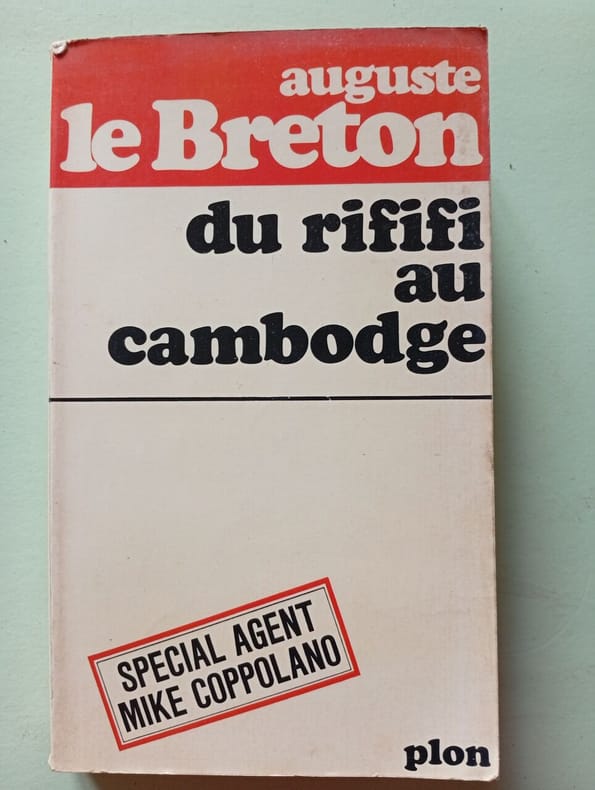 auguste
le Breton
du rififi
au
cambodge
SPECIAL AGENT
MIKE COPPOLANO
plon